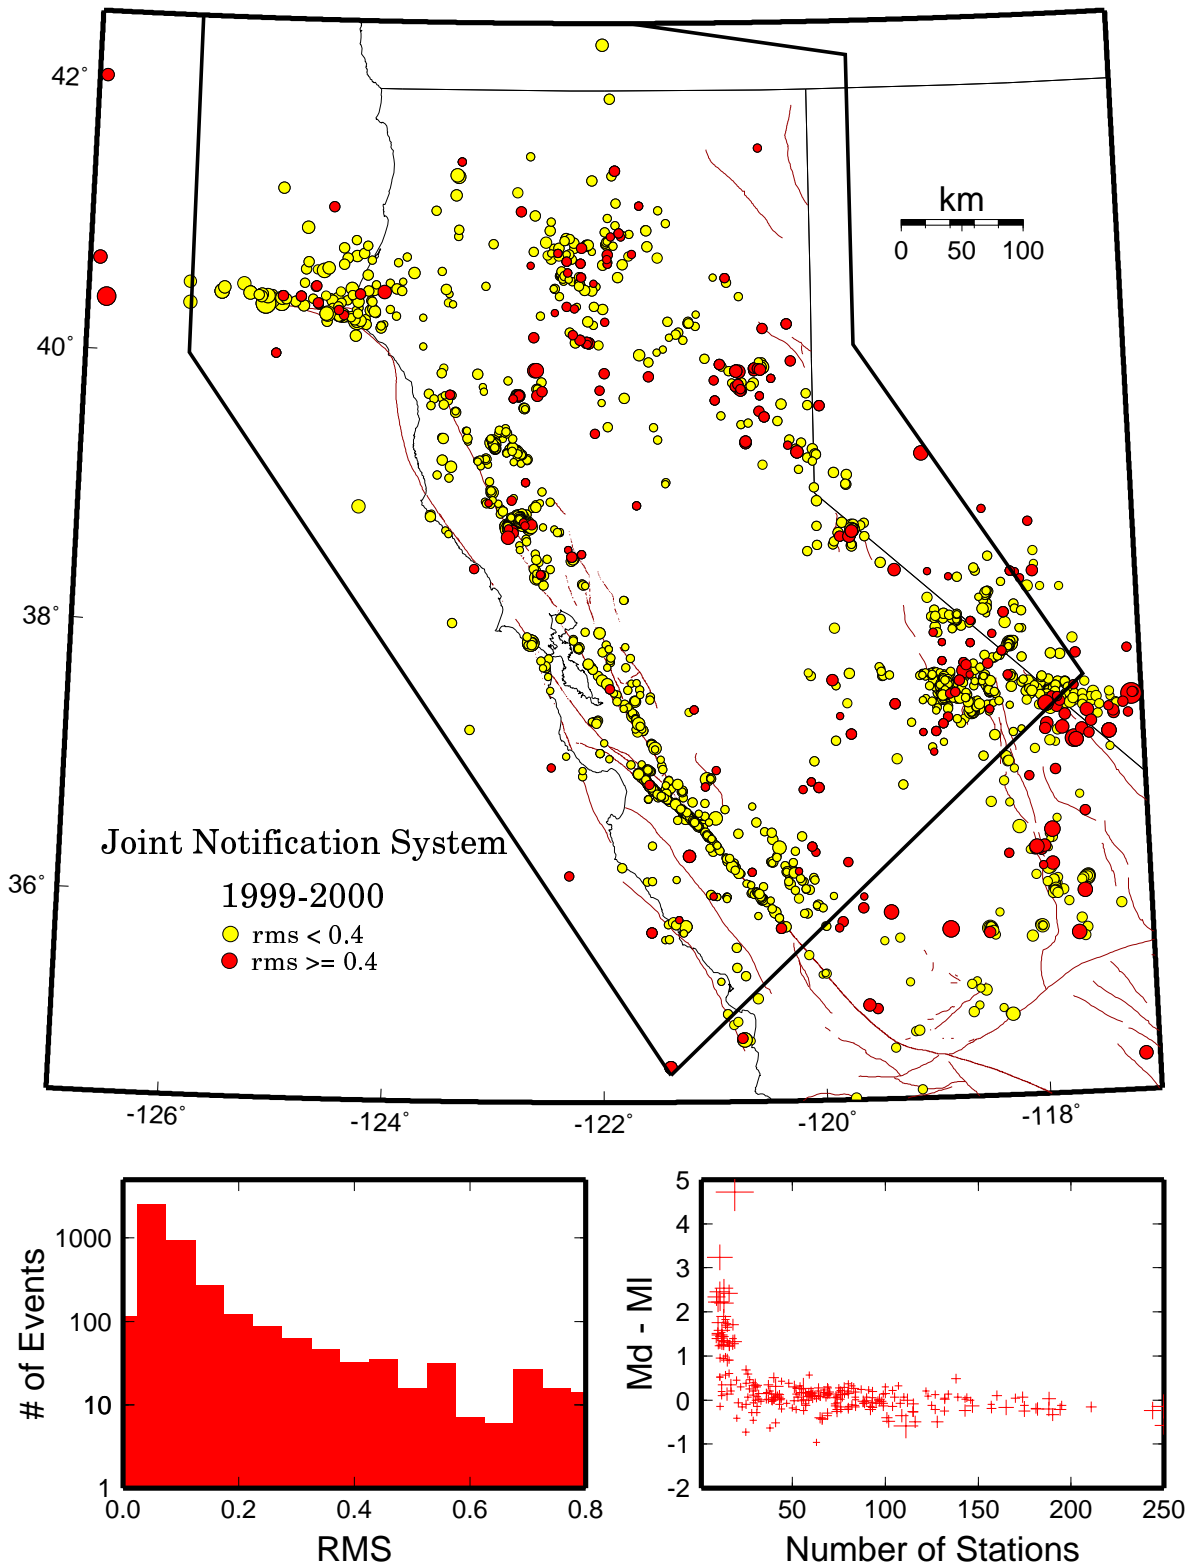 42°
40°
38°
36°
km
0 50 100
Joint Notification System
1999-2000
rms < 0.4
rms >= 0.4
-126° -124° -122° -120° -118°
# of Events
1000
100
10
1
0.0 0.2 0.4 0.6 0.8
RMS
Md - Ml
5
4
3
2
1
0
-1
-2
50 100 150 200 250
Number of Stations